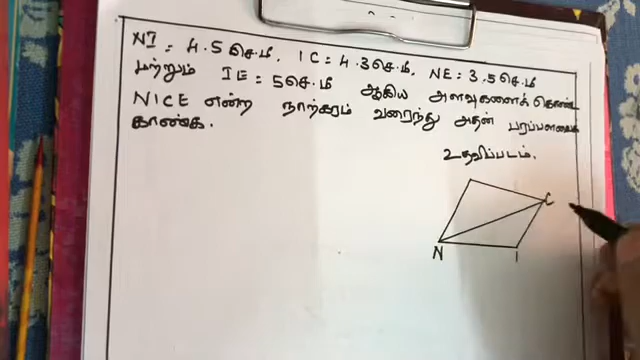 NI = 4.5 செ.மீ, IC = 4.3 செ.மீ, NE = 3.5 செ.மீ
மற்றும் IE = 5 செ.மீ ஆகிய அளவுகளைக் கொண்ட
NICE என்ற நாற்கரம் வரைந்து அதன் பரப்பளவைக்
காண்க.
உதவிப்படம்.
C
N
I